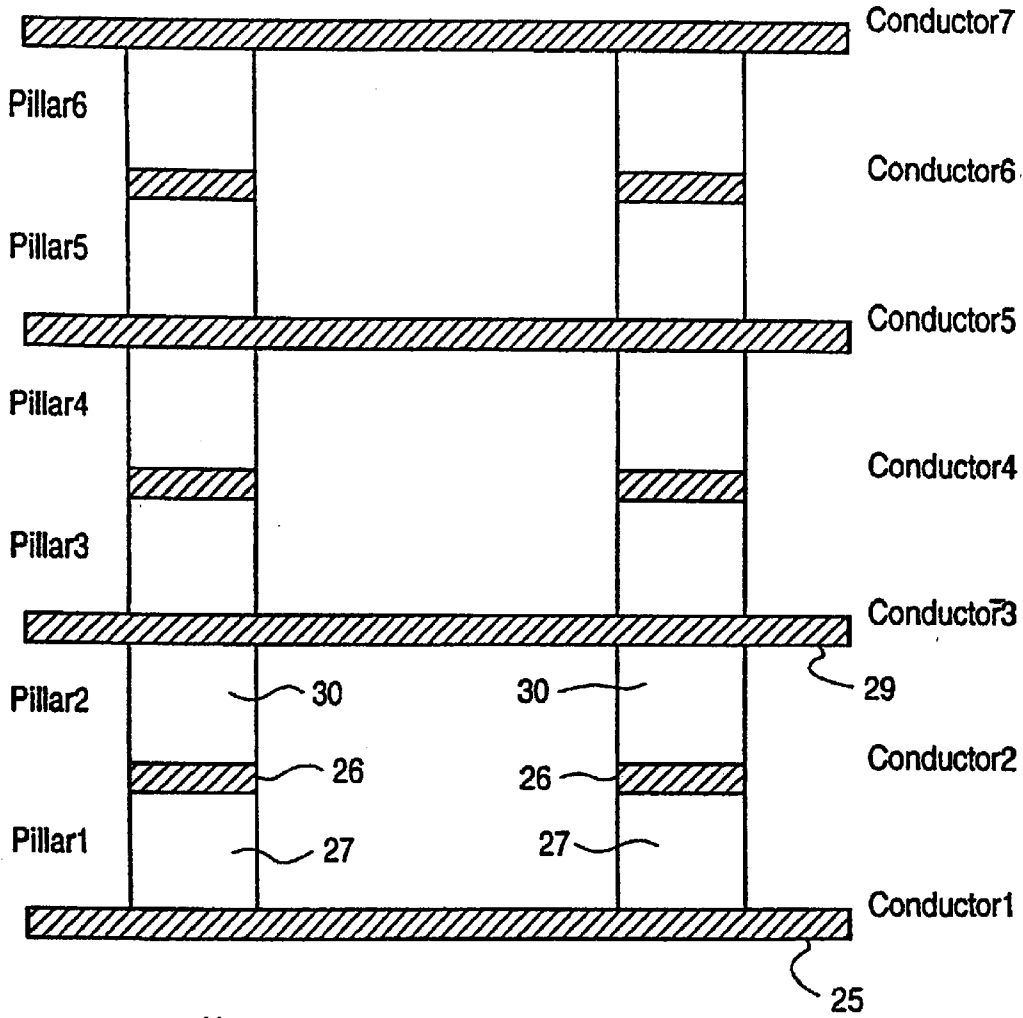 Conductor7
Pillar6
Conductor6
Pillar5
Conductor5
Pillar4
Conductor4
Pillar3
Conductor3
29
Pillar2
30
30
26
26
Conductor2
Pillar1
27
27
Conductor1
25